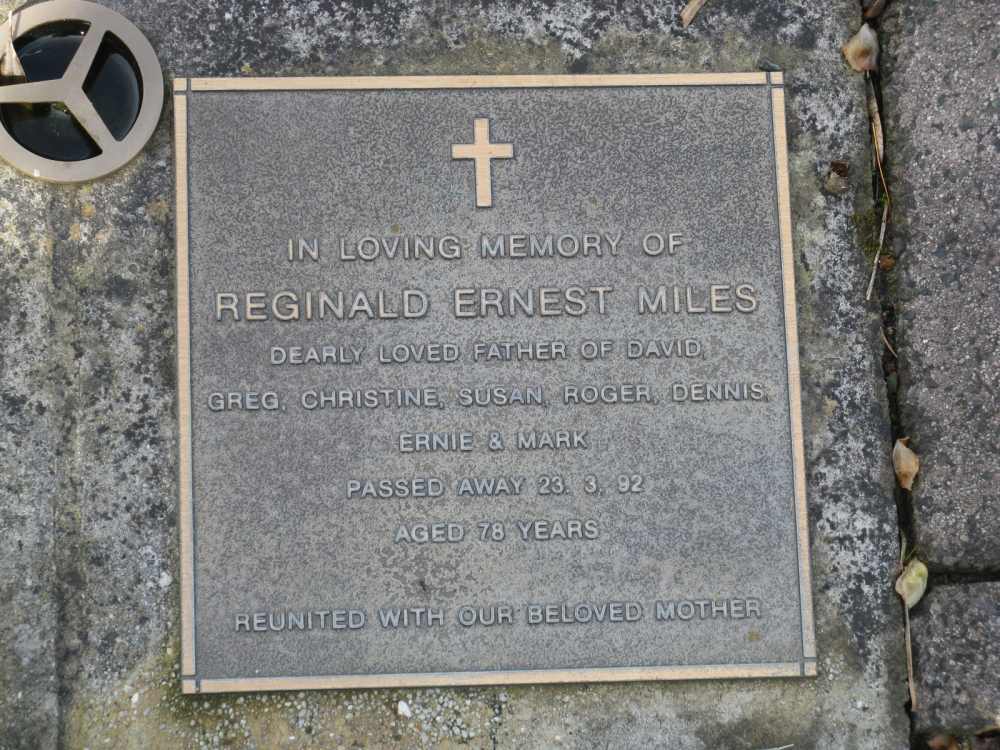 IN LOVING MEMORY OF
REGINALD ERNEST MILES
DEARLY LOVED FATHER OF DAVID,
GREG, CHRISTINE, SUSAN, ROGER, DENNIS,
ERNIE & MARK
PASSED AWAY 23. 3. 92
AGED 78 YEARS
REUNITED WITH OUR BELOVED MOTHER